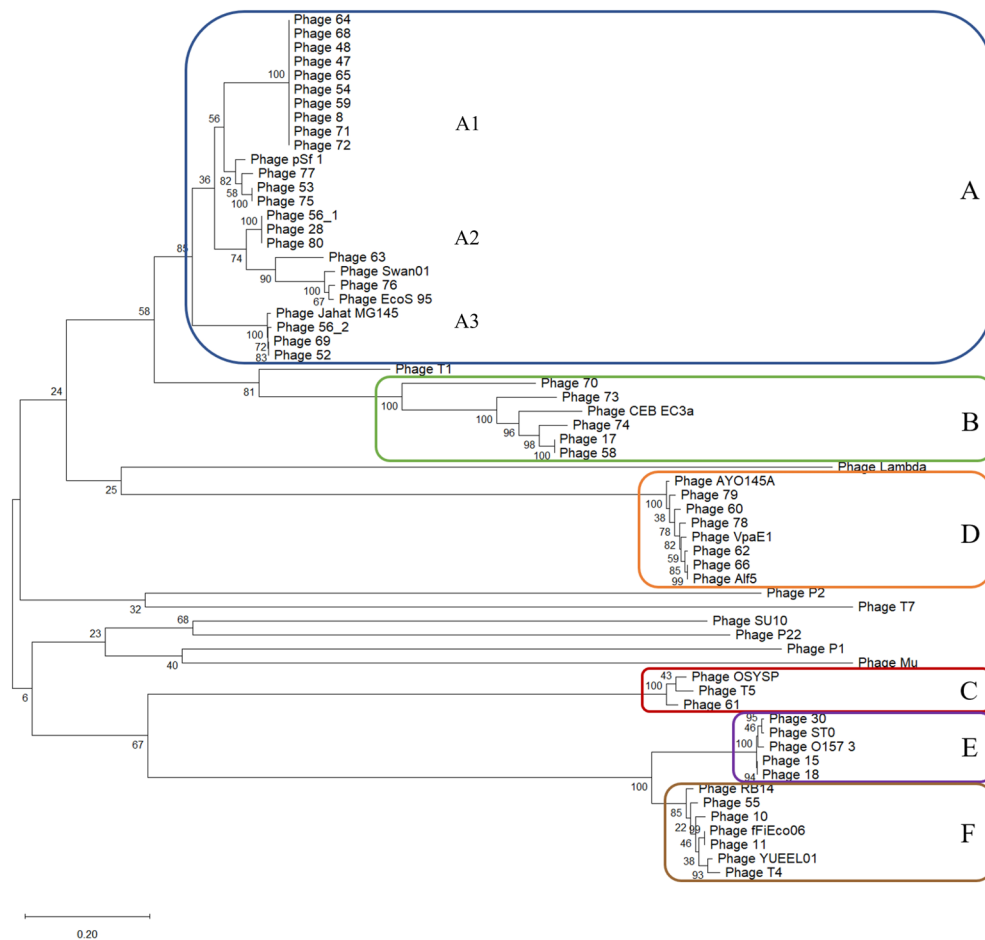 Phage 64
Phage 68
Phage 48
Phage 47
100 Phage 65
Phage 54
Phage 59
Phage 8
56 A1
Phage 71
Phage 72
Phage pSf 1
82 Phage 77
36
58 Phage 53
A
100 Phage 75
100 Phage 56_1
Phage 28
A2
85 Phage 80
74 Phage 63
90 Phage Swan01
100 Phage 76
67 Phage EcoS 95
58 Phage Jahat MG145
A3
100 Phage 56_2
72 Phage 69
83 Phage 52
Phage T1
24 81 Phage 70
100 Phage 73
100 Phage CEB EC3a
B
96 Phage 74
98 Phage 17
100 Phage 58
Phage Lambda
25 Phage AYO145A
100 Phage 79
38 Phage 60
78 Phage 78
82 Phage VpaE1
D
59 Phage 62
85 Phage 66
99 Phage Alf5
Phage P2
32 Phage T7
68 Phage SU10
23 Phage P22
40 Phage P1
Phage Mu
43 Phage OSYSP
100 Phage T5
C
6 Phage 61
95 Phage 30
46 Phage ST0
67 100 Phage O157 3
E
Phage 15
94 Phage 18
100 Phage RB14
85 Phage 55
Phage 10
22 99 Phage fFiEco06
F
46 Phage 11
38 Phage YUEEL01
93 Phage T4
0.20